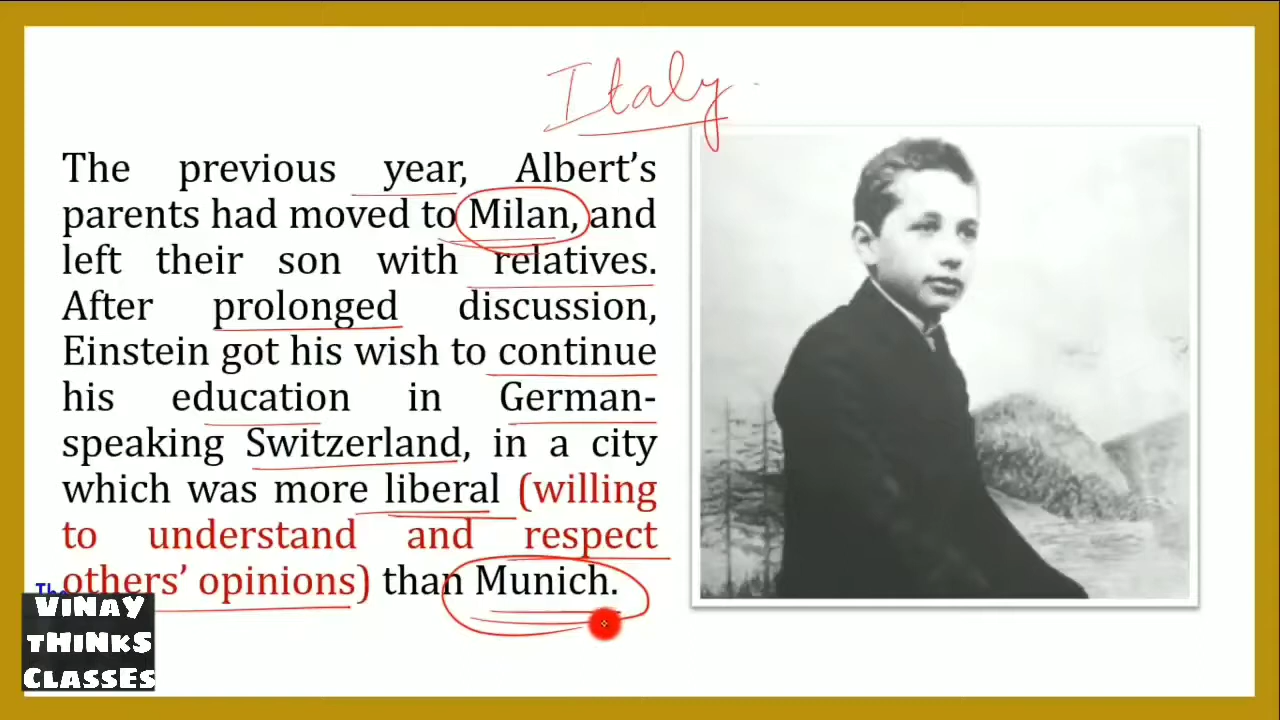 Italy.
The previous year, Albert's
parents had moved to Milan, and
left their son with relatives.
After prolonged discussion,
Einstein got his wish to continue
his education in German-
speaking Switzerland, in a city
which was more liberal (willing
to understand and respect
others' opinions) than Munich.
The
VINAY
THINKS
CLASSES